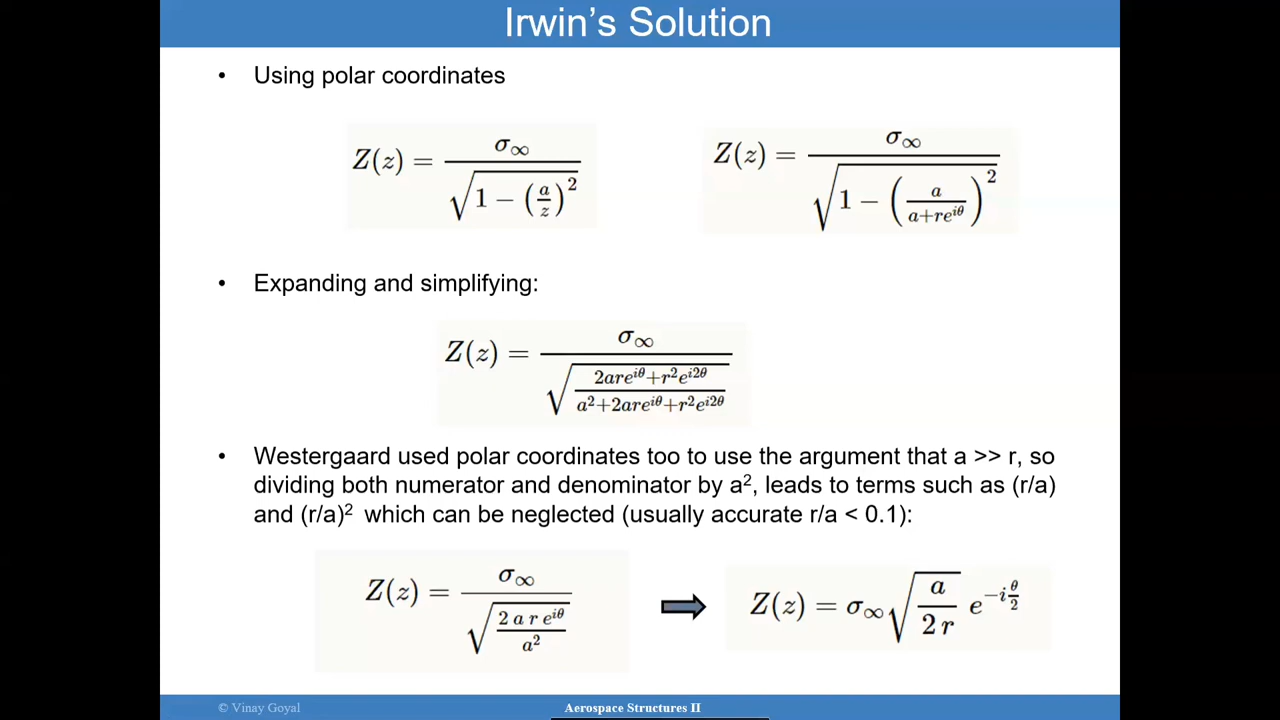 Irwin's Solution
• Using polar coordinates
Z(z) = σ∞ / √(1 − (a/z)²)
Z(z) = σ∞ / √(1 − (a/(a+re^{iθ}))²)
• Expanding and simplifying:
Z(z) = σ∞ / √((2are^{iθ}+r²e^{i2θ})/(a²+2are^{iθ}+r²e^{i2θ}))
• Westergaard used polar coordinates too to use the argument that a >> r, so
dividing both numerator and denominator by a², leads to terms such as (r/a)
and (r/a)² which can be neglected (usually accurate r/a < 0.1):
Z(z) = σ∞ / √((2 a r e^{iθ})/a²)
Z(z) = σ∞ √(a/(2 r)) e^{−iθ/2}
© Vinay Goyal
Aerospace Structures II